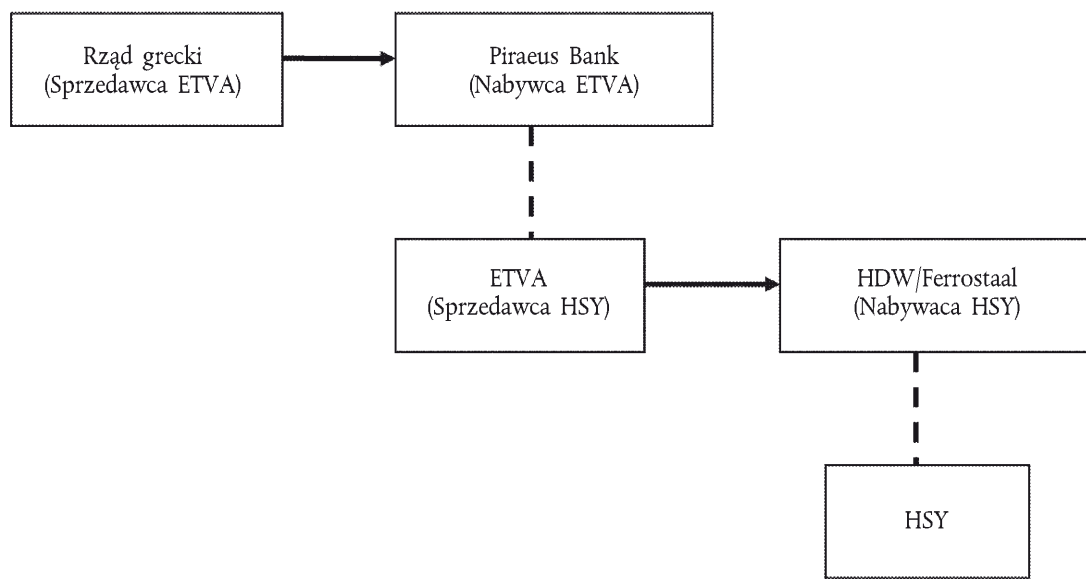 Rząd grecki
(Sprzedawca ETVA)
Piraeus Bank
(Nabywca ETVA)
ETVA
(Sprzedawca HSY)
HDW/Ferrostaal
(Nabywaca HSY)
HSY